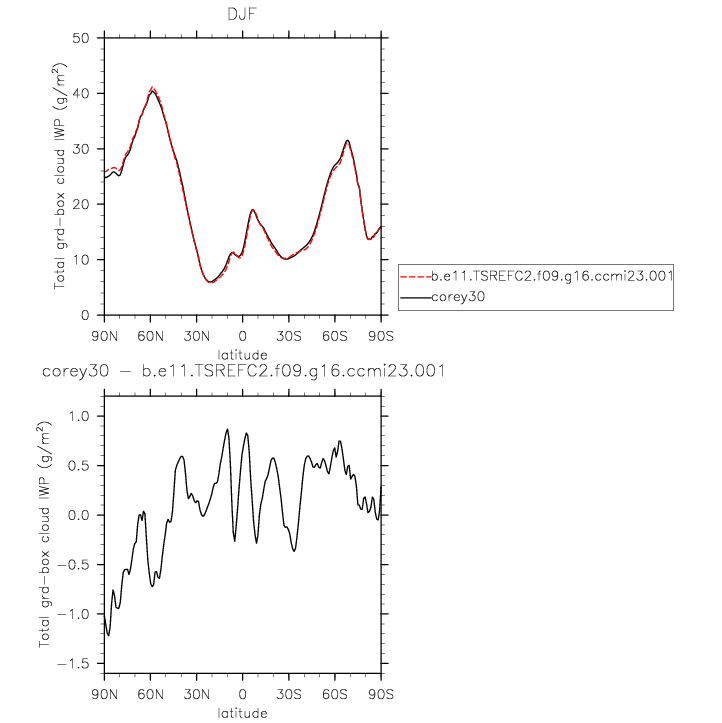 DJF
50
40
30
20
10
0
Total grd-box cloud IWP (g/m²)
90N 60N 30N 0 30S 60S 90S
latitude
b.e11.TSREFC2.f09.g16.ccmi23.001
corey30
corey30 - b.e11.TSREFC2.f09.g16.ccmi23.001
1.0
0.5
0.0
-0.5
-1.0
-1.5
Total grd-box cloud IWP (g/m²)
90N 60N 30N 0 30S 60S 90S
latitude